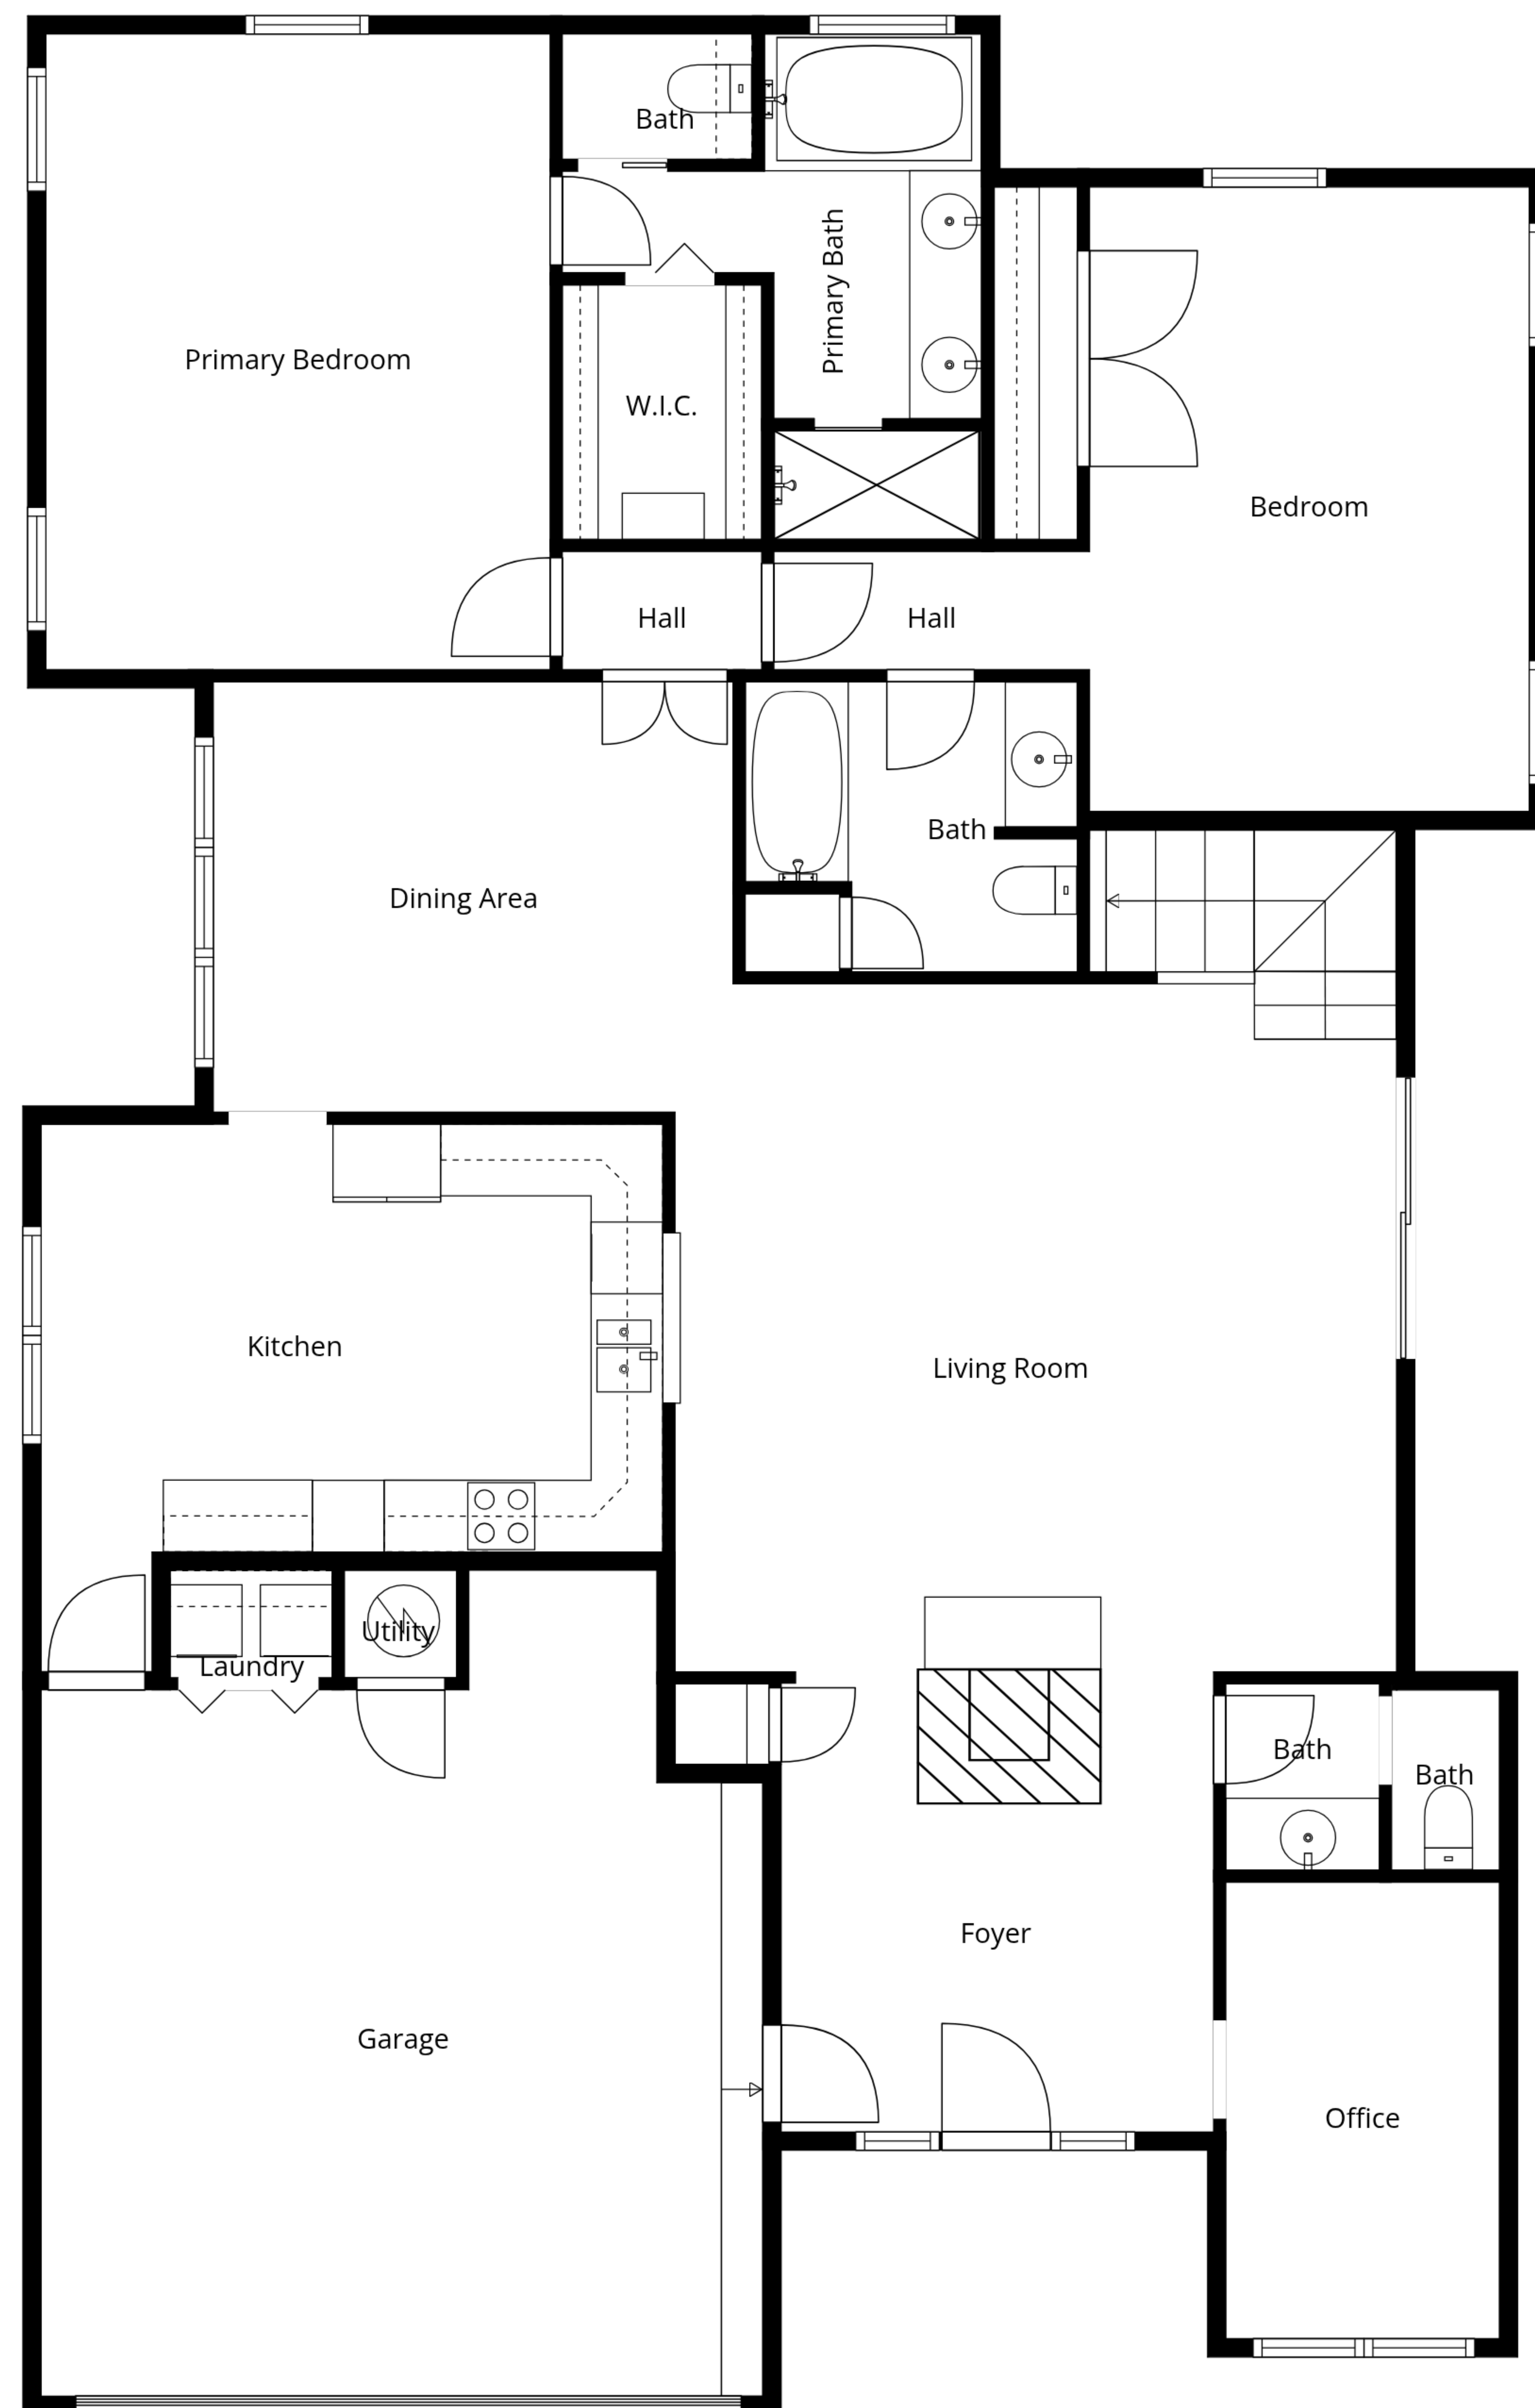 Bath
Primary Bath
Primary Bedroom
W.I.C.
Bedroom
Hall
Hall
Bath
Dining Area
Kitchen
Living Room
Utility
Laundry
Bath
Bath
Foyer
Garage
Office